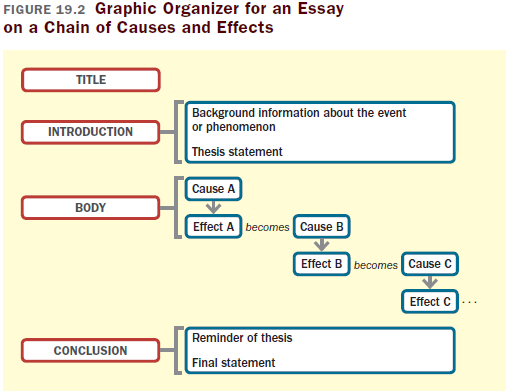 FIGURE 19.2 Graphic Organizer for an Essay
on a Chain of Causes and Effects
TITLE
INTRODUCTION
Background information about the event
or phenomenon
Thesis statement
BODY
Cause A
Effect A becomes Cause B
Effect B becomes Cause C
Effect C ...
CONCLUSION
Reminder of thesis
Final statement